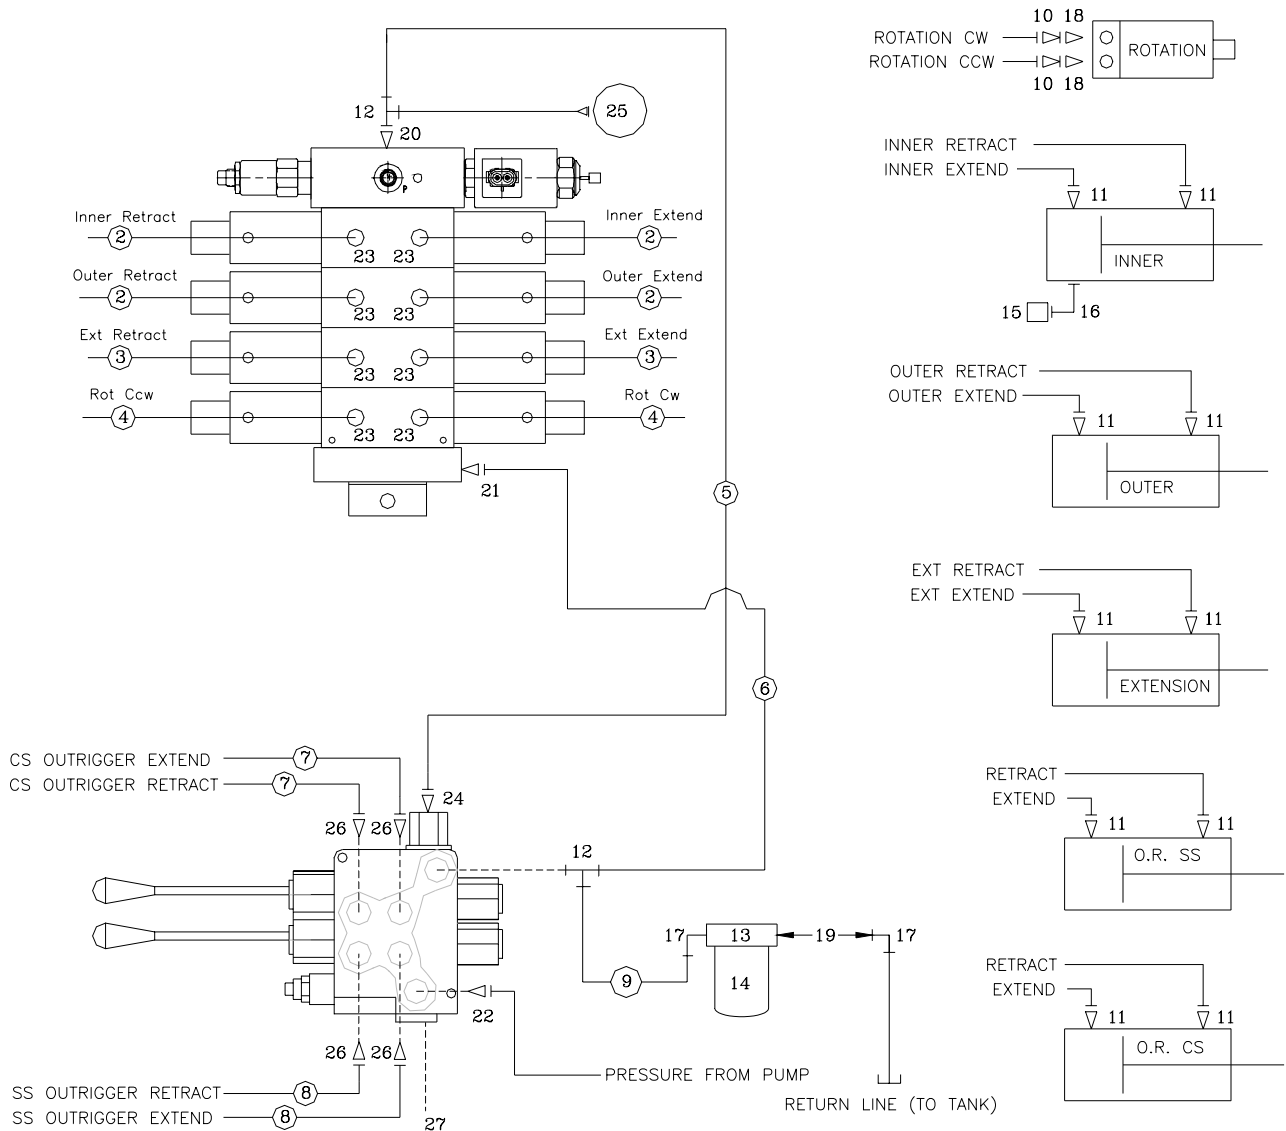 10 18
ROTATION CW
ROTATION CCW
ROTATION
10 18
12
25
20
P
INNER RETRACT
INNER EXTEND
11
11
INNER
15
16
Inner Retract
2
23 23
Inner Extend
2
Outer Retract
2
23 23
Outer Extend
2
Ext Retract
3
23 23
Ext Extend
3
Rot Ccw
4
23 23
Rot Cw
4
21
5
OUTER RETRACT
OUTER EXTEND
11
11
OUTER
EXT RETRACT
EXT EXTEND
11
11
EXTENSION
6
CS OUTRIGGER EXTEND
7
CS OUTRIGGER RETRACT
7
24
26
26
12
RETRACT
EXTEND
11
11
O.R. SS
17
13
19
17
14
9
22
RETRACT
EXTEND
11
11
O.R. CS
26
26
PRESSURE FROM PUMP
RETURN LINE (TO TANK)
SS OUTRIGGER RETRACT
8
SS OUTRIGGER EXTEND
8
27